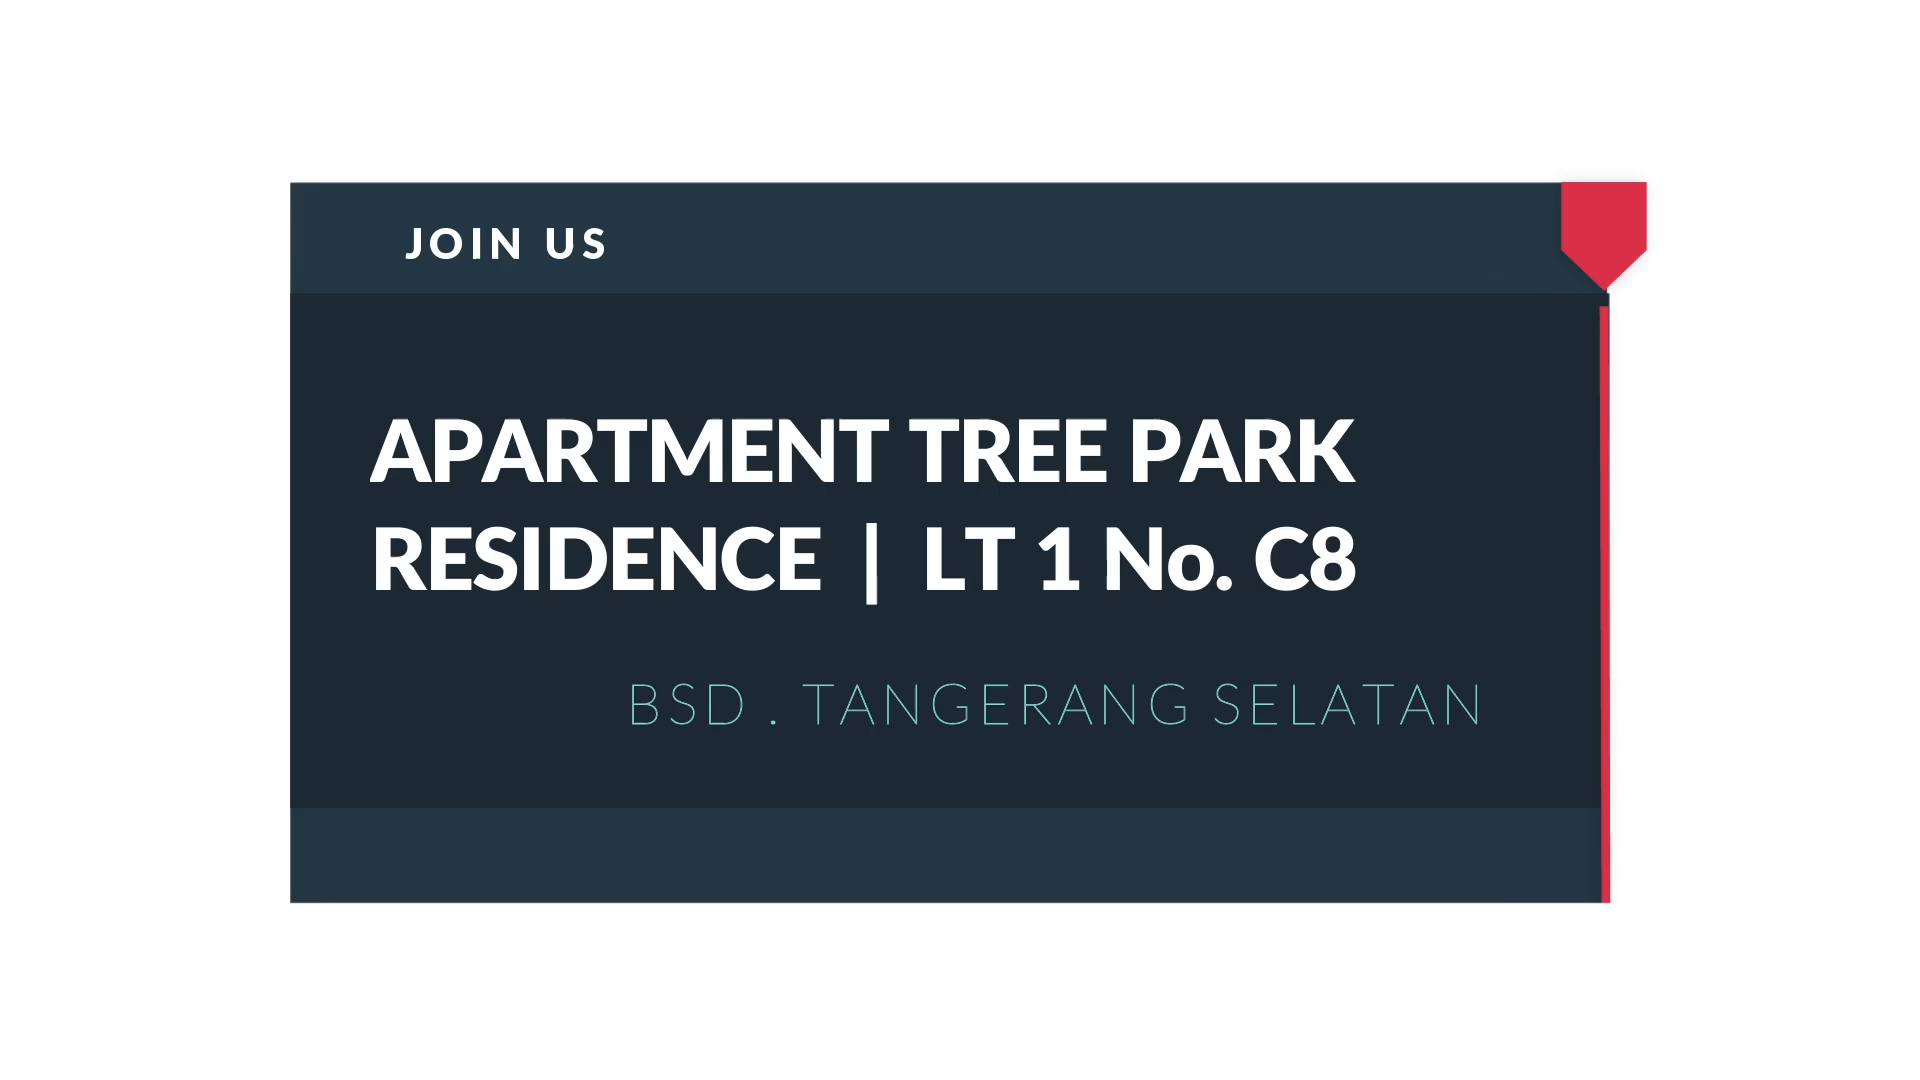 JOIN US
APARTMENT TREE PARK
RESIDENCE | LT 1 No. C8
BSD . TANGERANG SELATAN